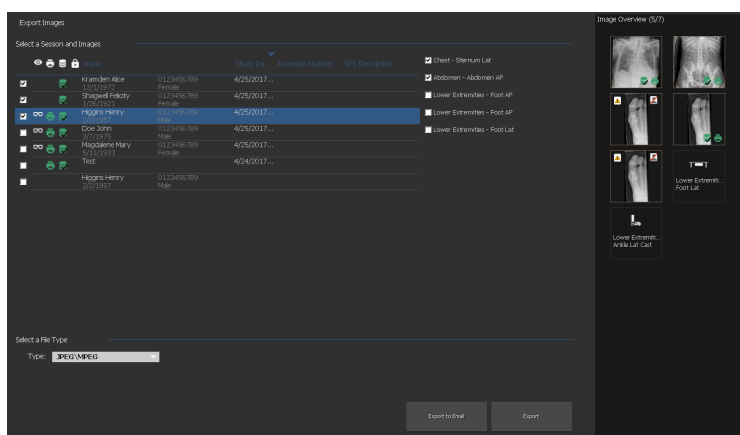 Export Images
Image Overview (5/7)
Select a Session and Images
Name
Study Da...
Accession Number
SPS Description
Kramden Alice 0123456789 4/25/2017...
12/1/1972 Female
Shagwell Felicity 0123456789 4/25/2017...
1/26/1921 Female
Higgins Henry 0123456789 4/25/2017...
2/2/1957 Male
Doe John 0123456789 4/25/2017...
3/7/1975 Male
Magdalene Mary 0123456789 4/25/2017...
5/11/1933 Female
Test 4/24/2017...
Higgins Henry 0123456789
2/2/1957 Male
Chest - Sternum Lat
Abdomen - Abdomen AP
Lower Extremities - Foot AP
Lower Extremities - Foot AP
Lower Extremities - Foot Lat
Lower Extremiti...
Foot Lat
Lower Extremiti...
Ankle Lat Cast
Select a File Type
Type: JPEG\MPEG
Export to Email
Export